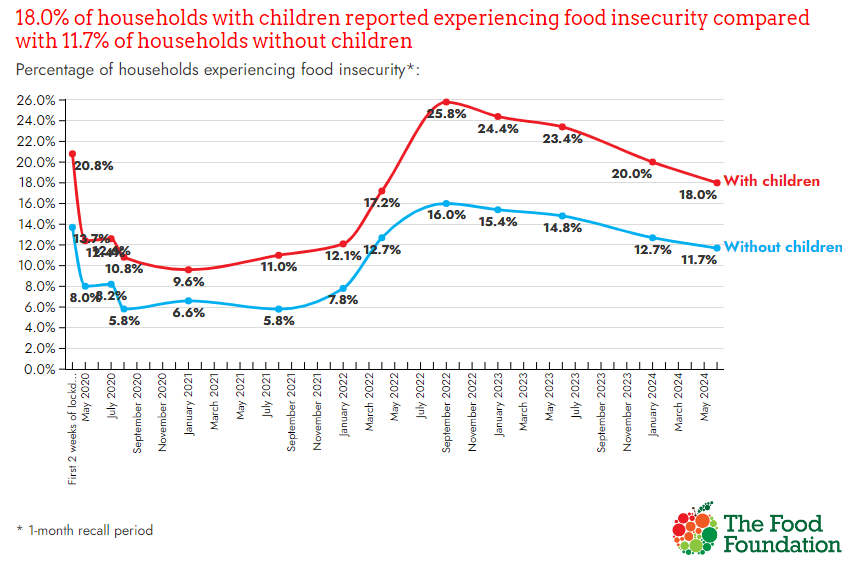 18.0% of households with children reported experiencing food insecurity compared
with 11.7% of households without children
Percentage of households experiencing food insecurity*:
26.0%
24.0%
22.0%
20.0%
18.0%
16.0%
14.0%
12.0%
10.0%
8.0%
6.0%
4.0%
2.0%
0.0%
20.8%
12.4%
10.8%
9.6%
11.0%
12.1%
17.2%
25.8%
24.4%
23.4%
20.0%
18.0%
With children
13.7%
8.0%
8.2%
5.8%
6.6%
5.8%
7.8%
12.7%
16.0%
15.4%
14.8%
12.7%
11.7%
Without children
First 2 weeks of lockd...
May 2020
July 2020
September 2020
November 2020
January 2021
March 2021
May 2021
July 2021
September 2021
November 2021
January 2022
March 2022
May 2022
July 2022
September 2022
November 2022
January 2023
March 2023
May 2023
July 2023
September 2023
November 2023
January 2024
March 2024
May 2024
* 1-month recall period
The Food
Foundation